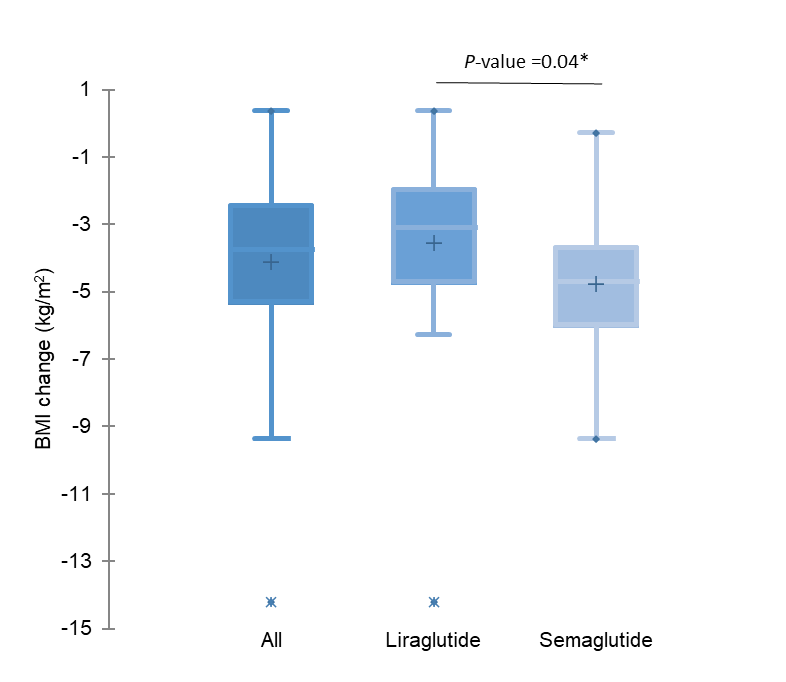 P-value =0.04*
1
-1
-3
-5
-7
-9
-11
-13
-15
BMI change (kg/m²)
All
Liraglutide
Semaglutide